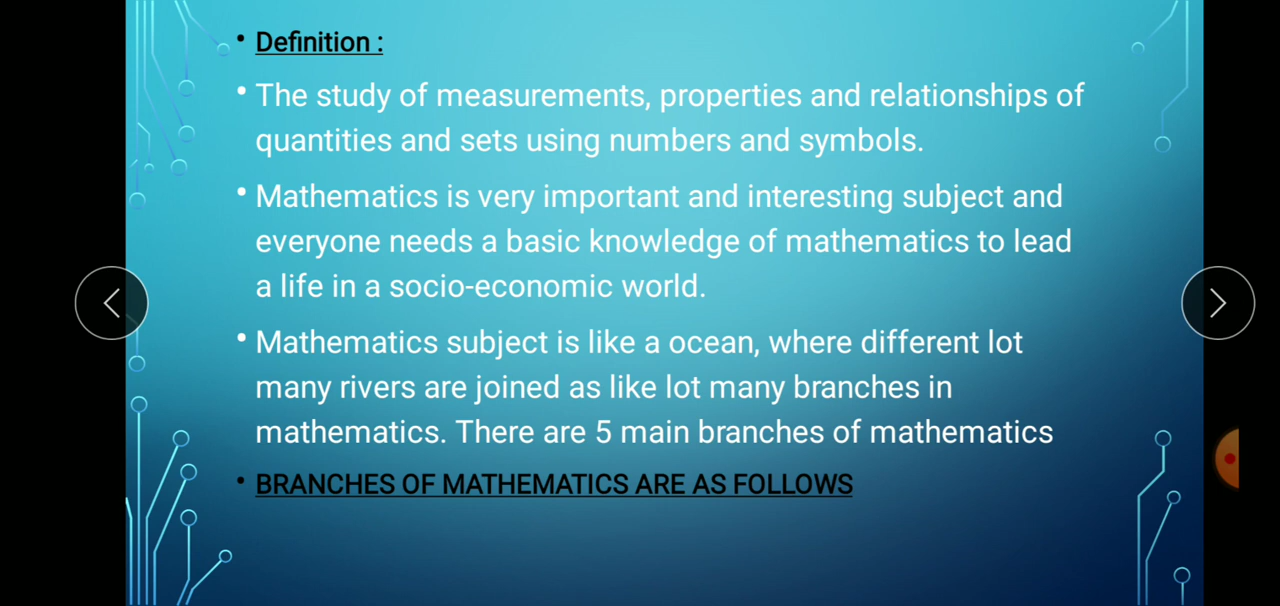 • Definition :
• The study of measurements, properties and relationships of
quantities and sets using numbers and symbols.
• Mathematics is very important and interesting subject and
everyone needs a basic knowledge of mathematics to lead
a life in a socio-economic world.
• Mathematics subject is like a ocean, where different lot
many rivers are joined as like lot many branches in
mathematics. There are 5 main branches of mathematics
• BRANCHES OF MATHEMATICS ARE AS FOLLOWS